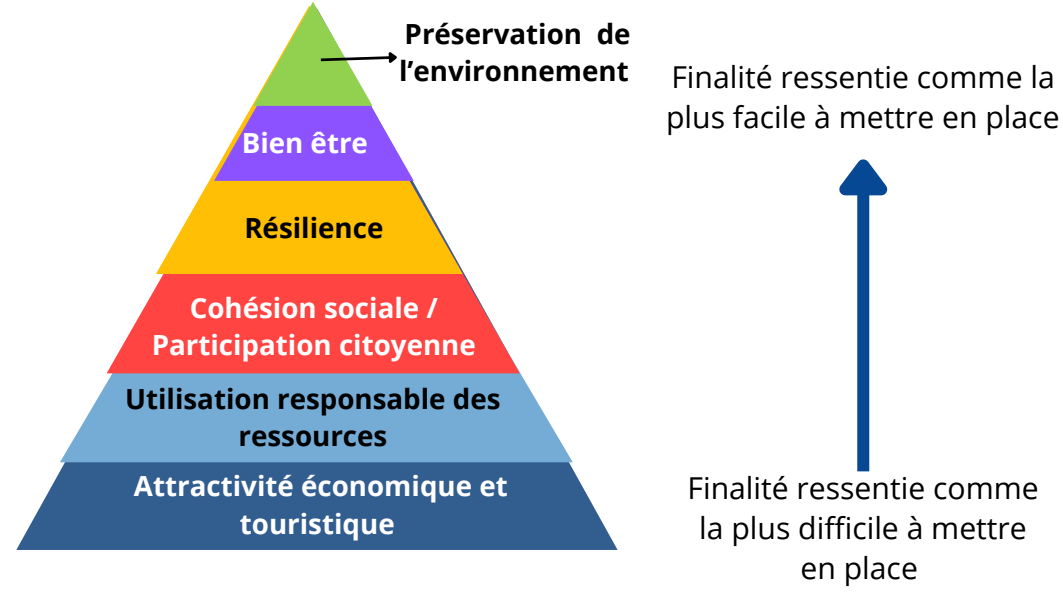 Préservation de
l’environnement
Bien être
Résilience
Cohésion sociale /
Participation citoyenne
Utilisation responsable des
ressources
Attractivité économique et
touristique
Finalité ressentie comme la
plus facile à mettre en place
Finalité ressentie comme
la plus difficile à mettre
en place